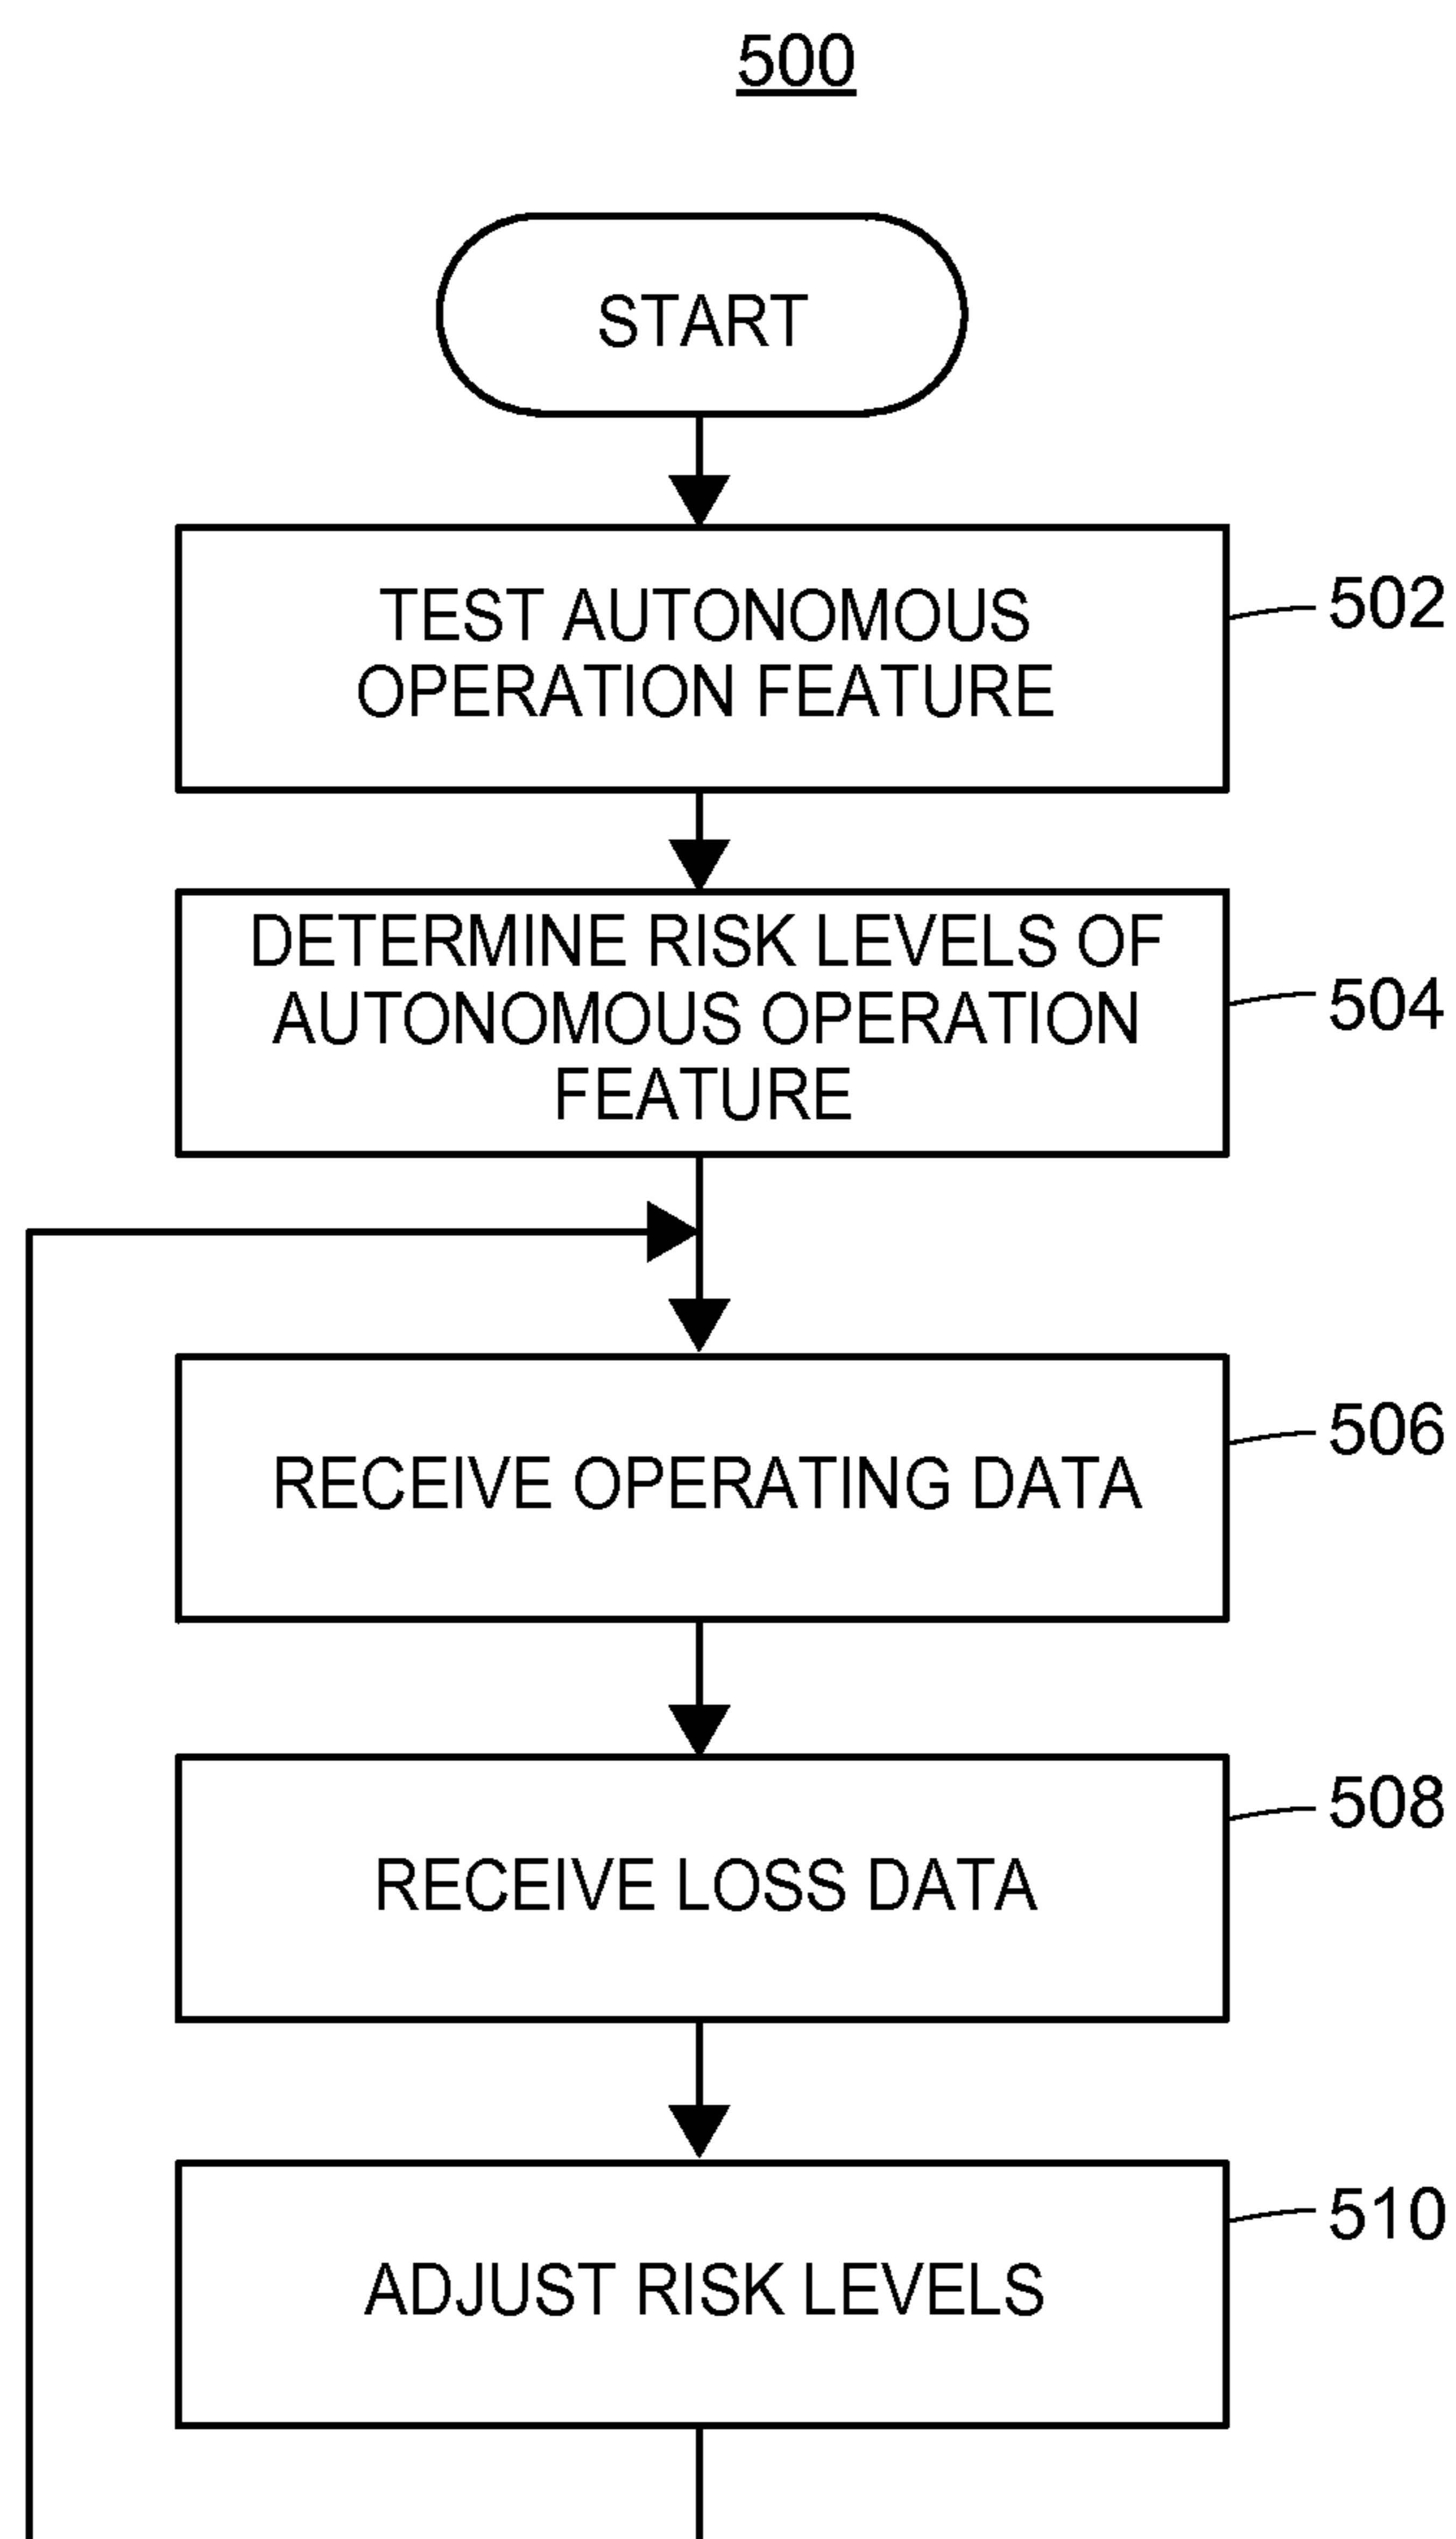 500
START
TEST AUTONOMOUS
OPERATION FEATURE
502
DETERMINE RISK LEVELS OF
AUTONOMOUS OPERATION
FEATURE
504
RECEIVE OPERATING DATA
506
RECEIVE LOSS DATA
508
ADJUST RISK LEVELS
510